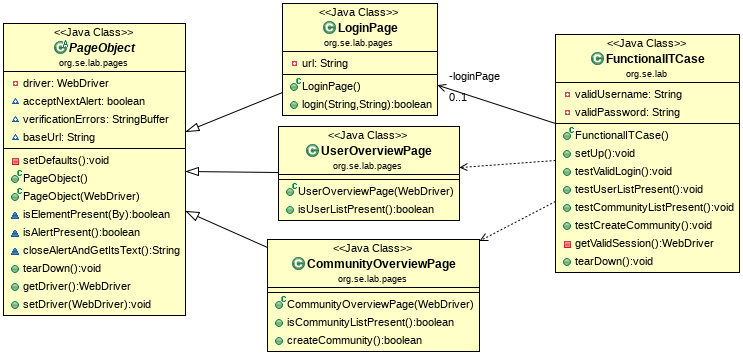 <<Java Class>>
PageObject
org.se.lab.pages
driver: WebDriver
acceptNextAlert: boolean
verificationErrors: StringBuffer
baseUrl: String
setDefaults():void
PageObject()
PageObject(WebDriver)
isElementPresent(By):boolean
isAlertPresent():boolean
closeAlertAndGetItsText():String
tearDown():void
getDriver():WebDriver
setDriver(WebDriver):void
<<Java Class>>
LoginPage
org.se.lab.pages
url: String
LoginPage()
login(String,String):boolean
<<Java Class>>
UserOverviewPage
org.se.lab.pages
UserOverviewPage(WebDriver)
isUserListPresent():boolean
<<Java Class>>
CommunityOverviewPage
org.se.lab.pages
CommunityOverviewPage(WebDriver)
isCommunityListPresent():boolean
createCommunity():boolean
-loginPage
0..1
<<Java Class>>
FunctionalITCase
org.se.lab
validUsername: String
validPassword: String
FunctionalITCase()
setUp():void
testValidLogin():void
testUserListPresent():void
testCommunityListPresent():void
testCreateCommunity():void
getValidSession():WebDriver
tearDown():void